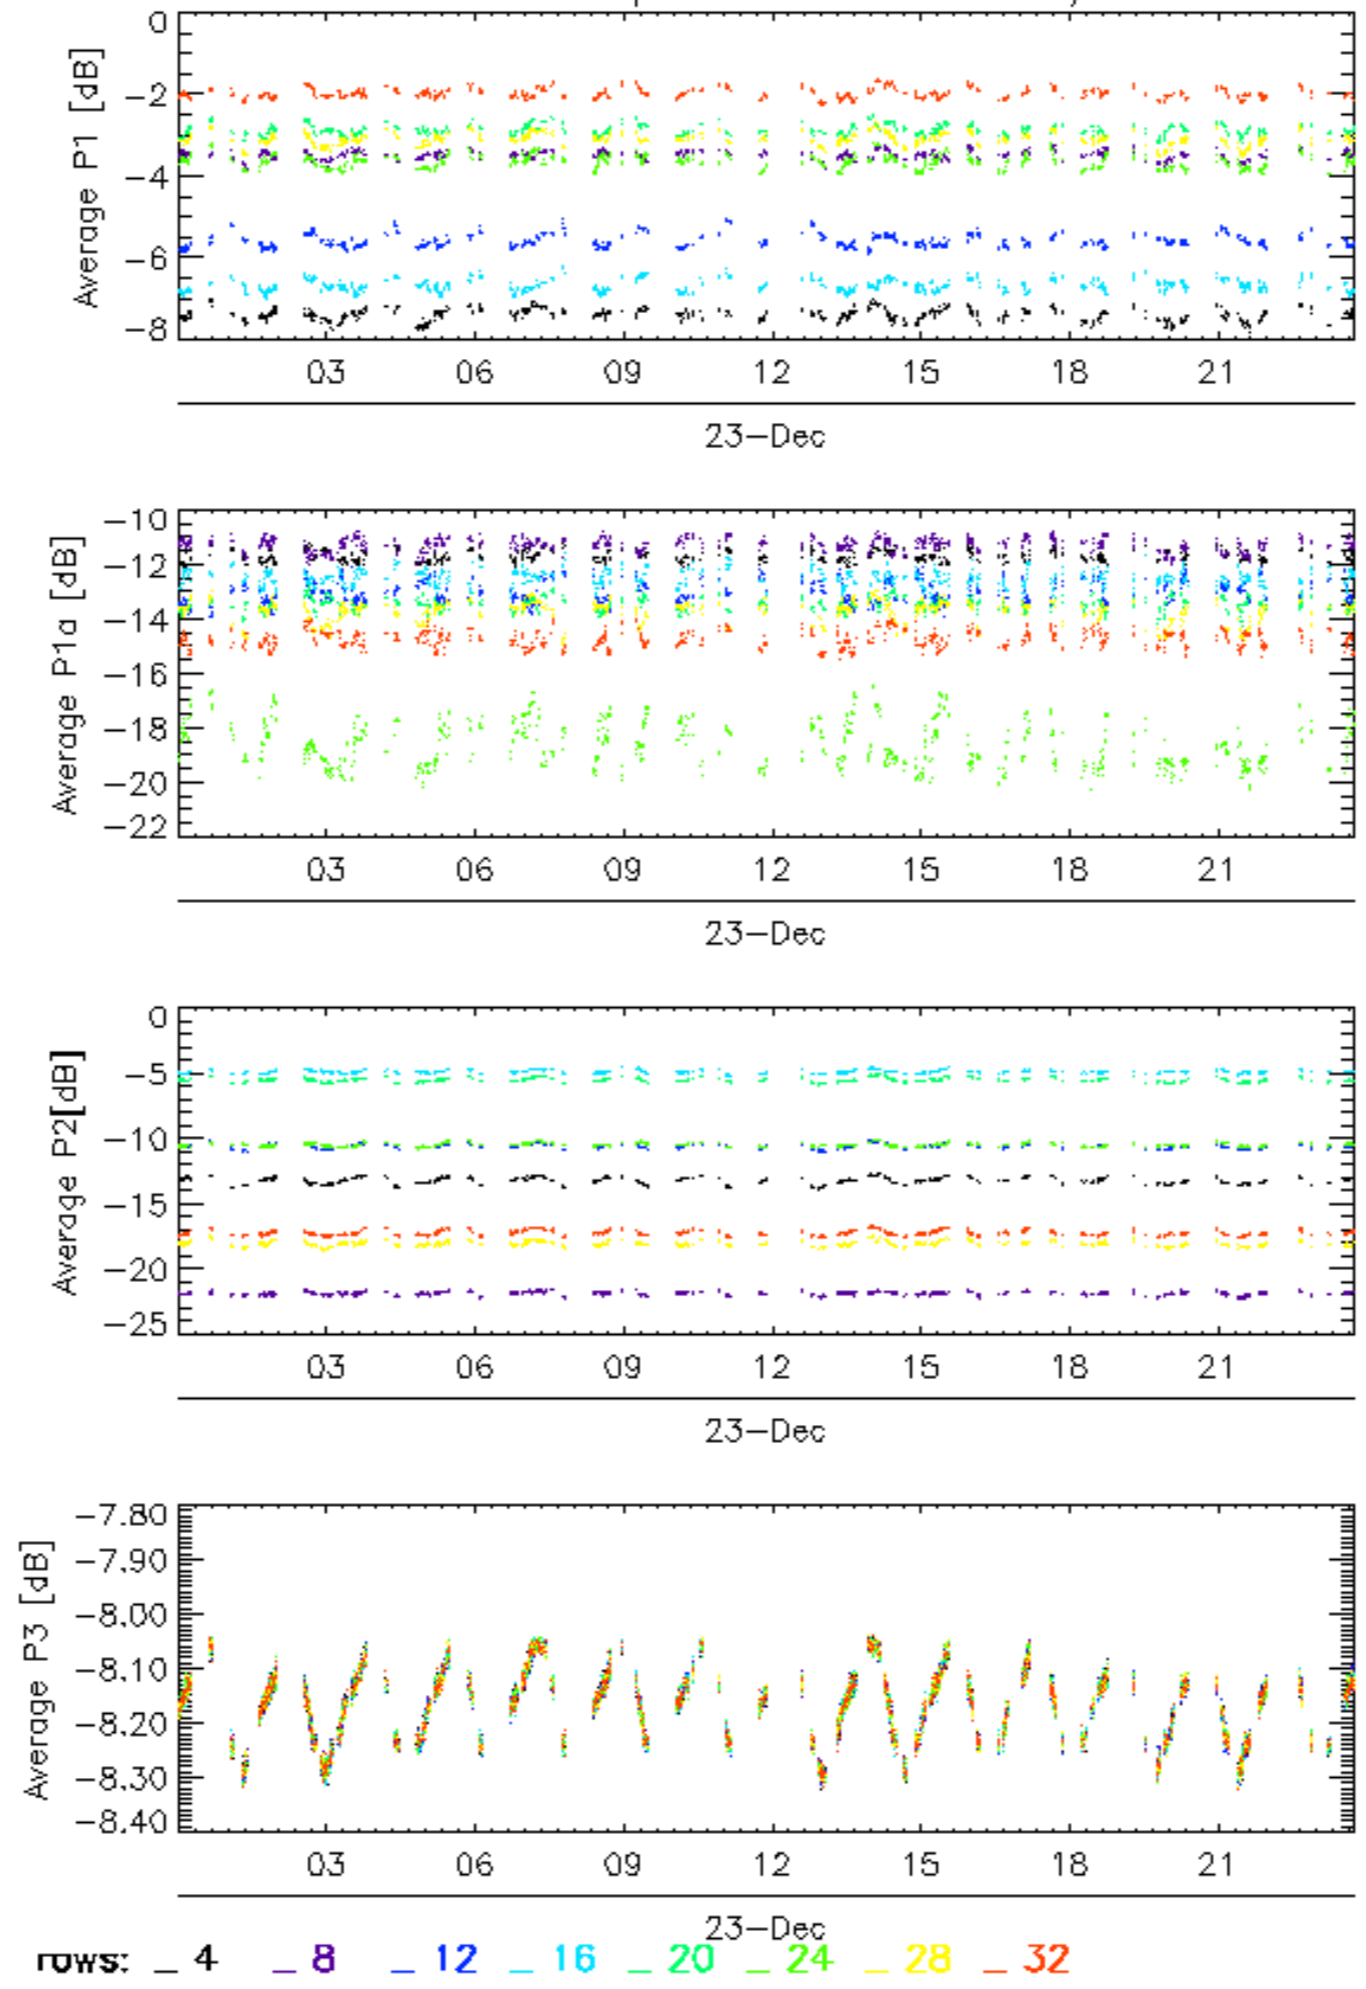 0
-2
-4
-6
-8
Average P1 [dB]
03 06 09 12 15 18 21
23-Dec
-10
-12
-14
-16
-18
-20
-22
Average P1a [dB]
03 06 09 12 15 18 21
23-Dec
0
-5
-10
-15
-20
-25
Average P2[dB]
03 06 09 12 15 18 21
23-Dec
-7.80
-7.90
-8.00
-8.10
-8.20
-8.30
-8.40
Average P3 [dB]
03 06 09 12 15 18 21
23-Dec
rows: _ 4 _ 8 _ 12 _ 16 _ 20 _ 24 _ 28 _ 32